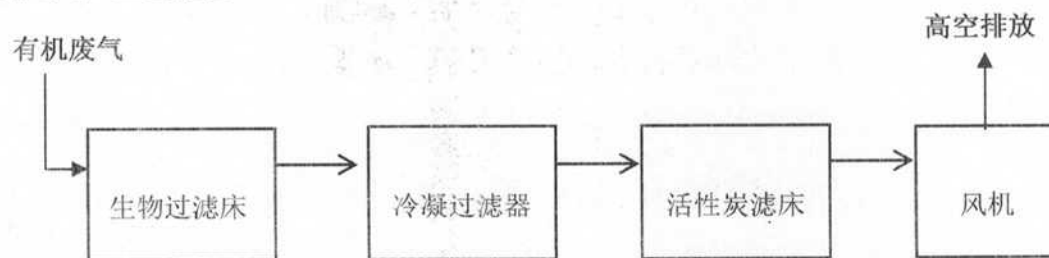 高空排放
有机废气
生物过滤床
冷凝过滤器
活性炭滤床
风机